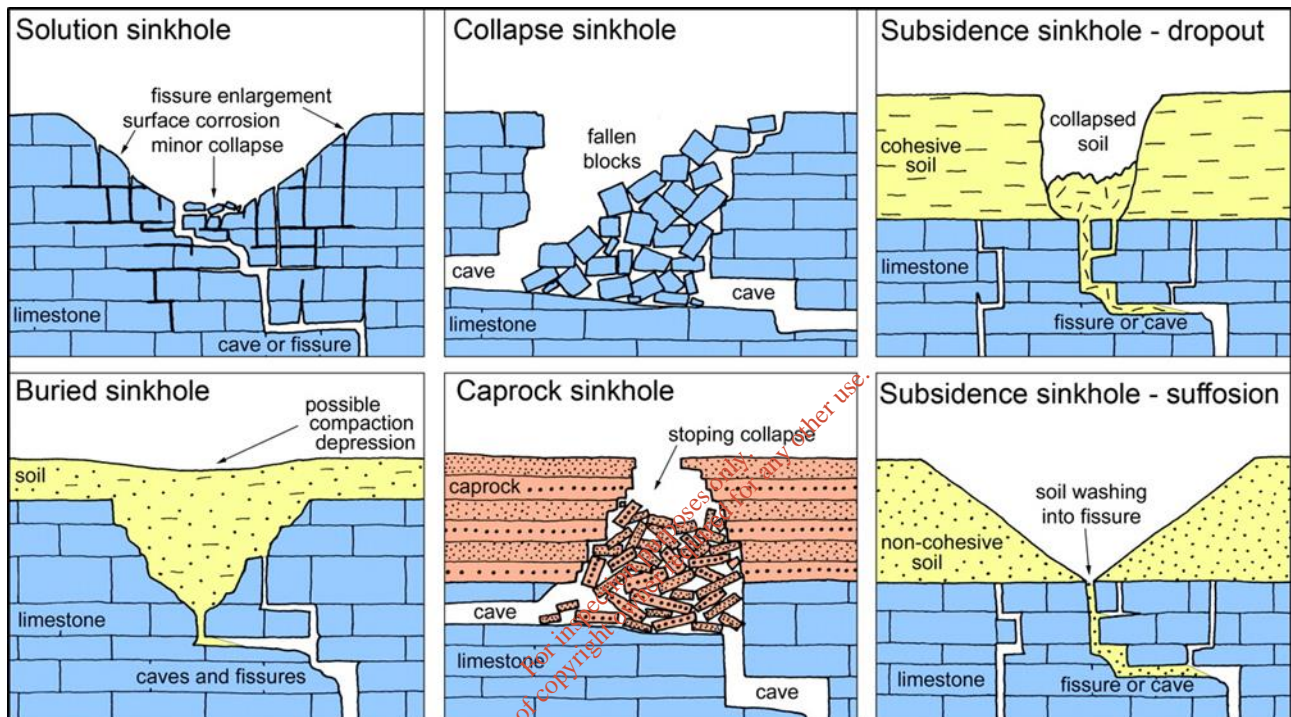 Solution sinkhole
fissure enlargement
surface corrosion
minor collapse
limestone
cave or fissure
Collapse sinkhole
fallen
blocks
cave
cave
limestone
Subsidence sinkhole - dropout
collapsed
soil
cohesive
soil
limestone
fissure or cave
Buried sinkhole
possible
compaction
depression
soil
limestone
caves and fissures
Caprock sinkhole
stoping collapse
caprock
cave
limestone
cave
Subsidence sinkhole - suffosion
soil washing
into fissure
non-cohesive
soil
limestone
fissure or cave
For inspection purposes only.
of copyright owner required for any other use.